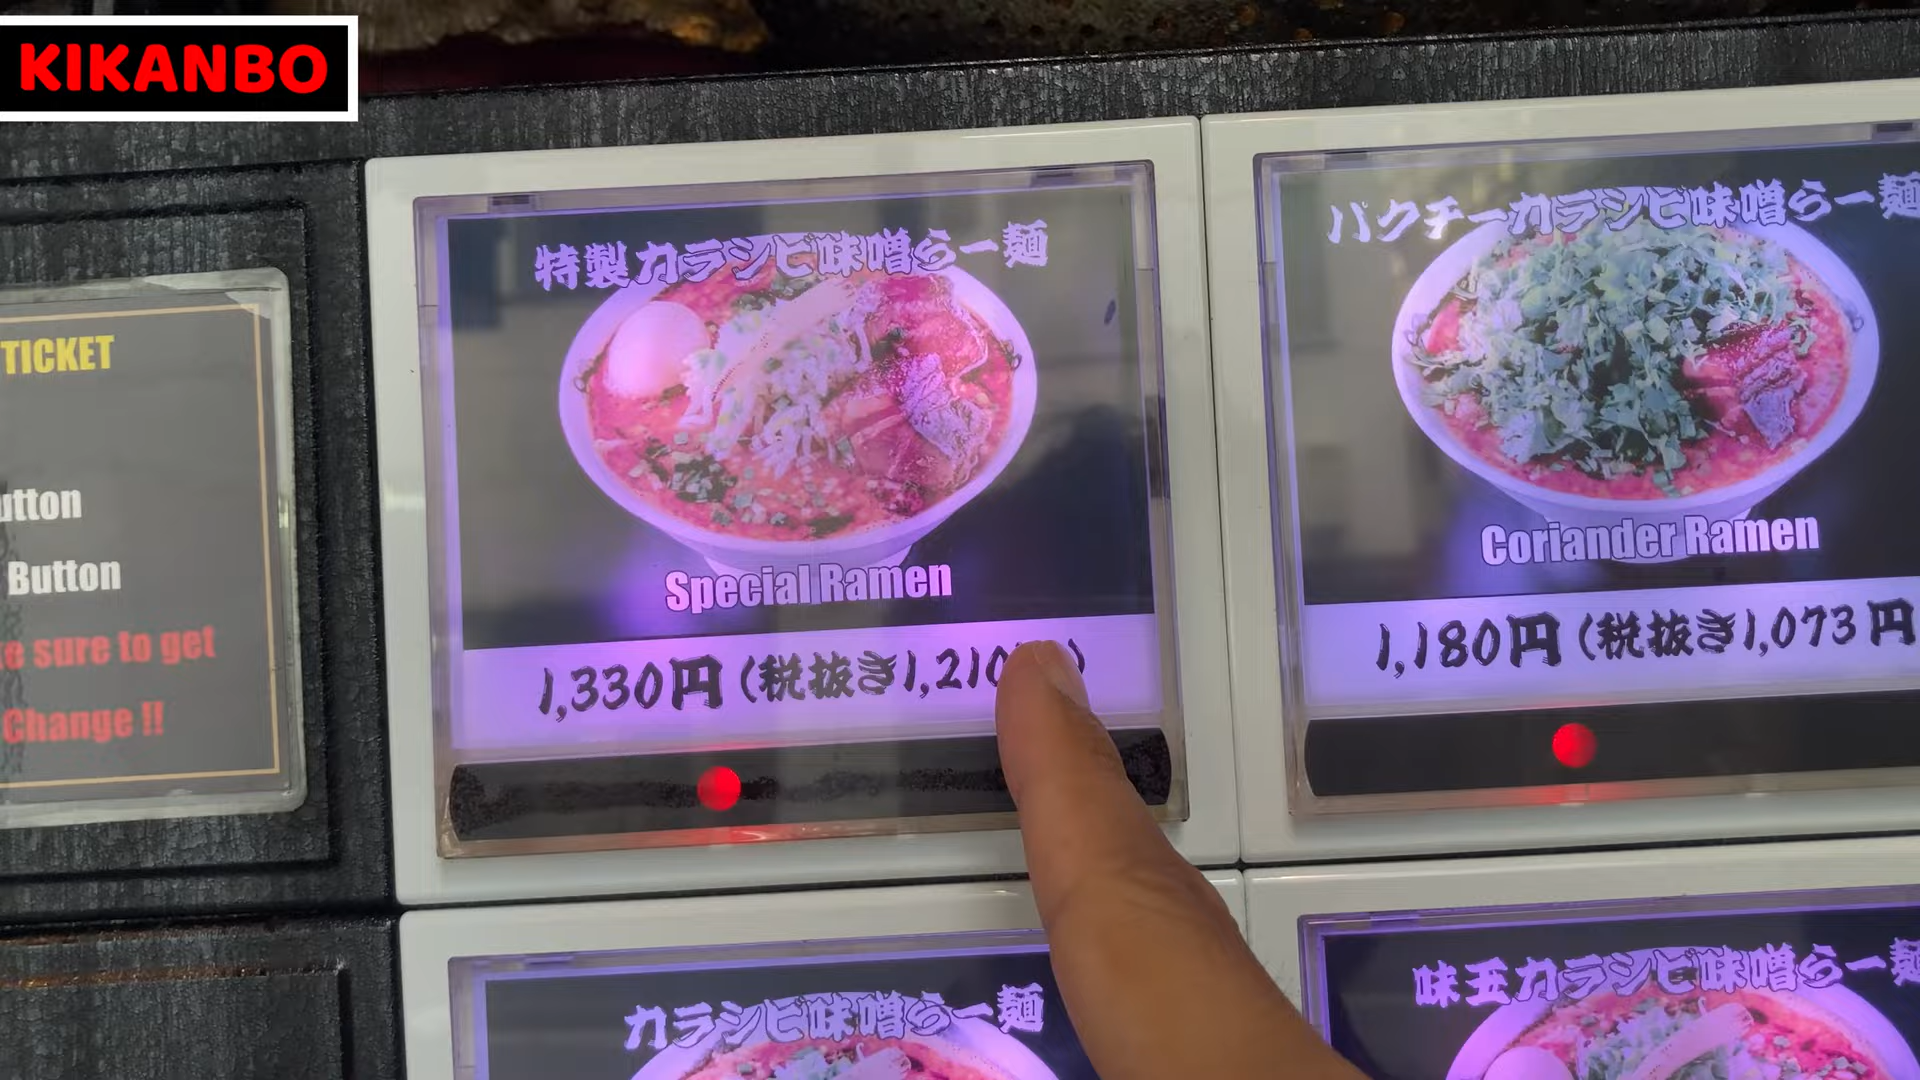 KIKANBO
TICKET
Button
e sure to get
Change !!
特製カラシビ味噌らー麺
Special Ramen
1,330円(税抜き1,210
パクチーカラシビ味噌らー麺
Coriander Ramen
1,180円(税抜き1,073円
カラシビ味噌らー麺
味玉カラシビ味噌らー麺